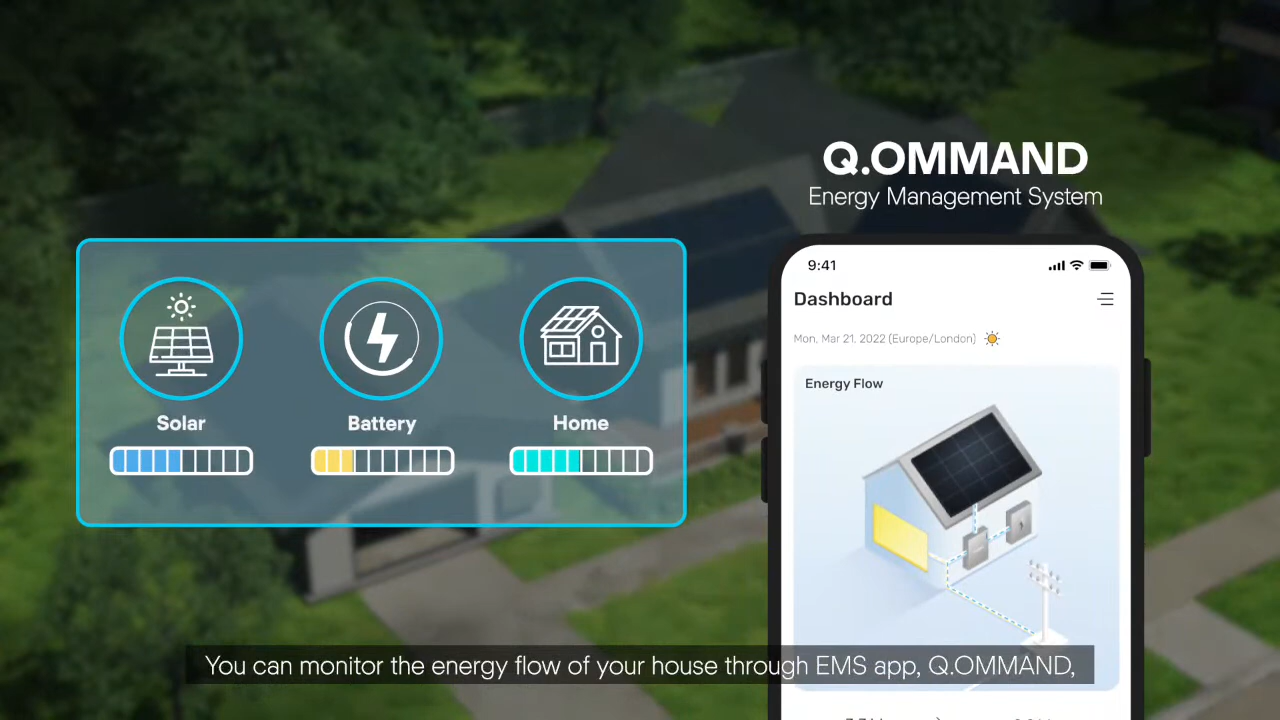 Q.OMMAND
Energy Management System
Solar
Battery
Home
9:41
Dashboard
Mon, Mar 21, 2022 (Europe/London)
Energy Flow
You can monitor the energy flow of your house through EMS app, Q.OMMAND,